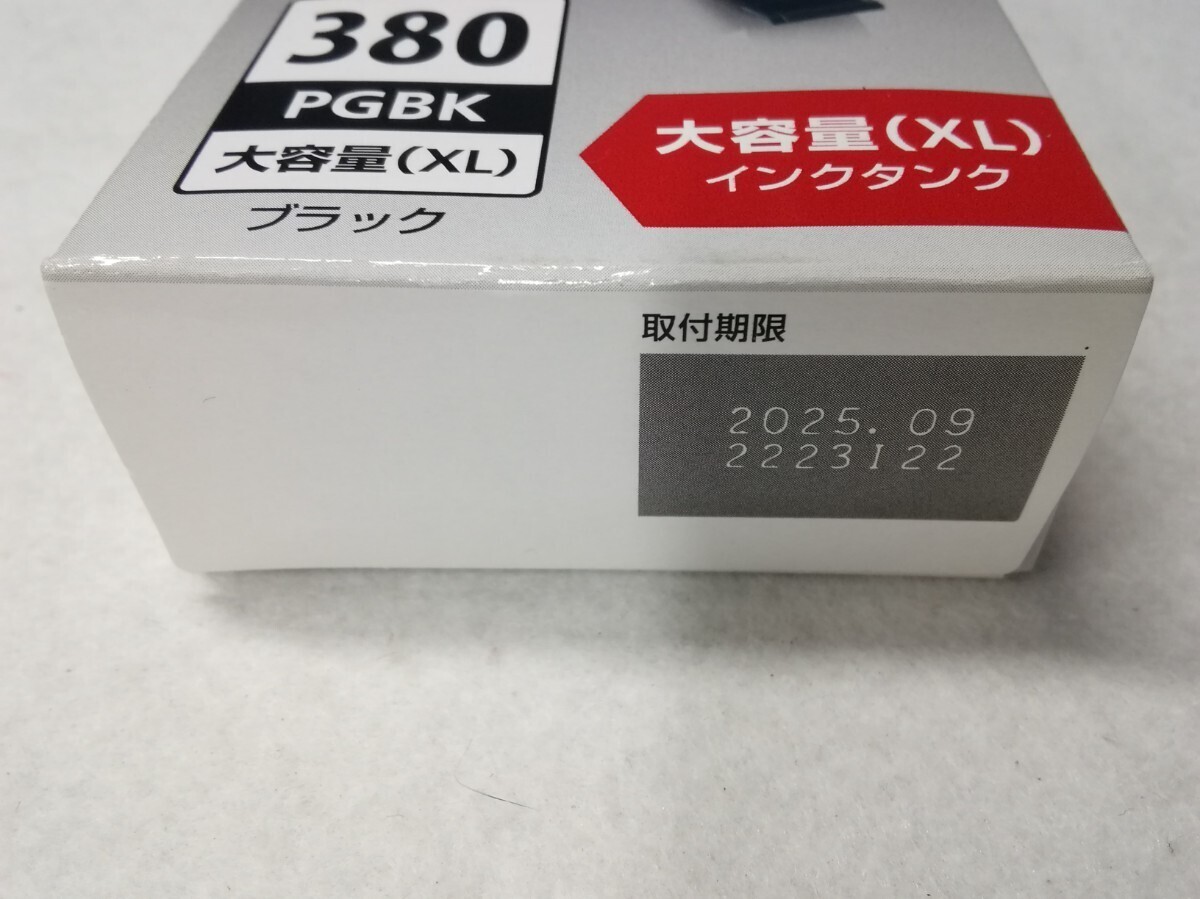 380
PGBK
大容量(XL)
ブラック
大容量(XL)
インクタンク
取付期限
2025.09
2223I22